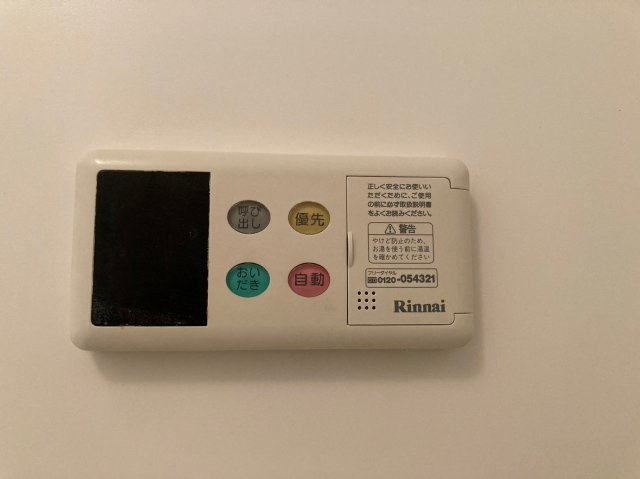 呼び
出し
優先
おい
だき
自動
正しく安全にお使いい
ただくために、ご使用
の前に必ず取扱説明書
をよくお読みください。
警告
やけど防止のため、
お湯を使う前に湯温
を確かめてください
フリーダイヤル
0120-054321
Rinnai